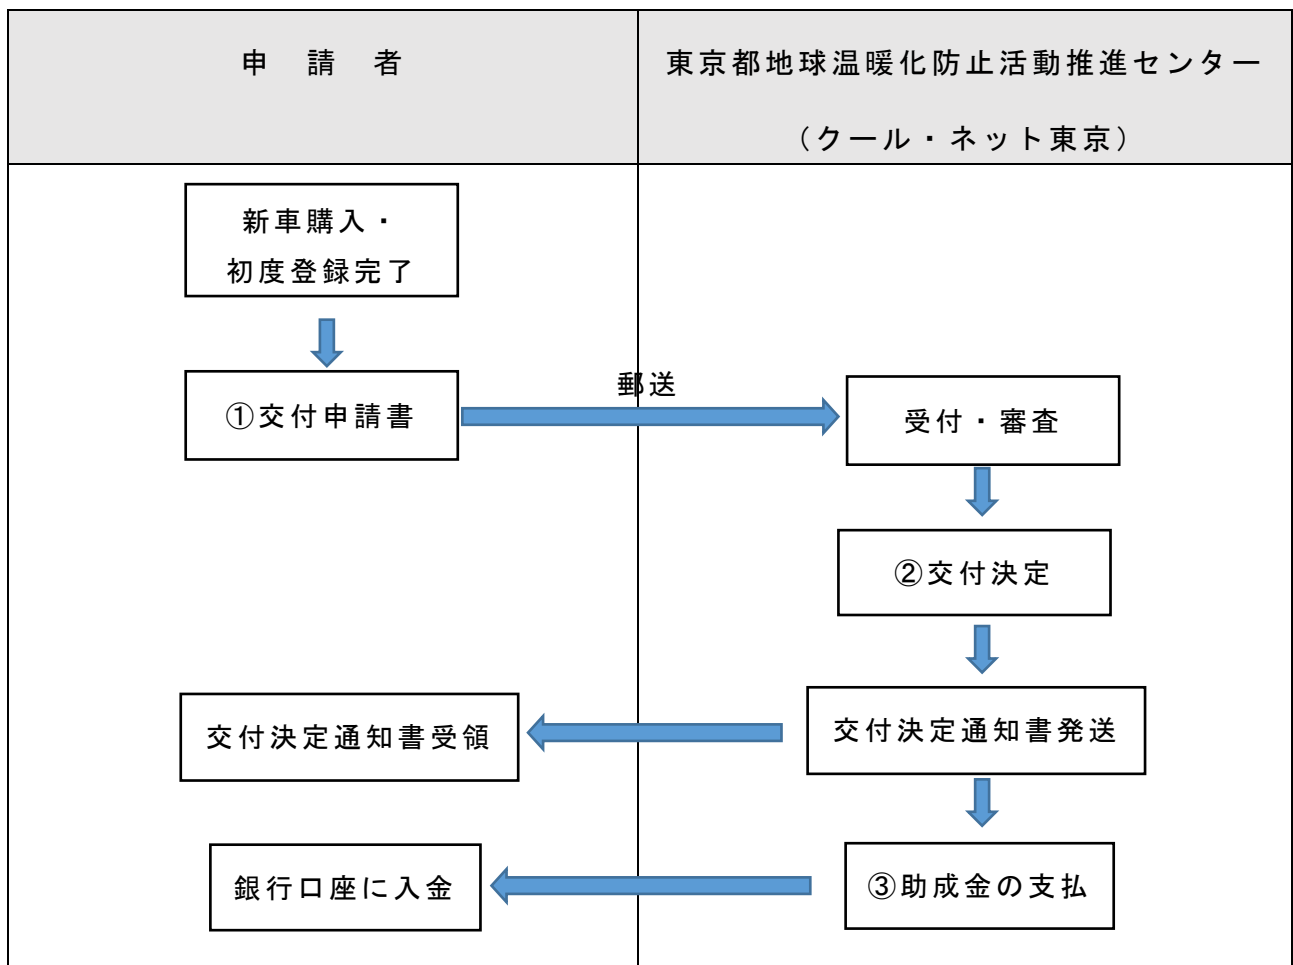 申　請　者
東京都地球温暖化防止活動推進センター
（クール・ネット東京）
新車購入・
初度登録完了
郵送
①交付申請書
受付・審査
②交付決定
交付決定通知書受領
交付決定通知書発送
銀行口座に入金
③助成金の支払